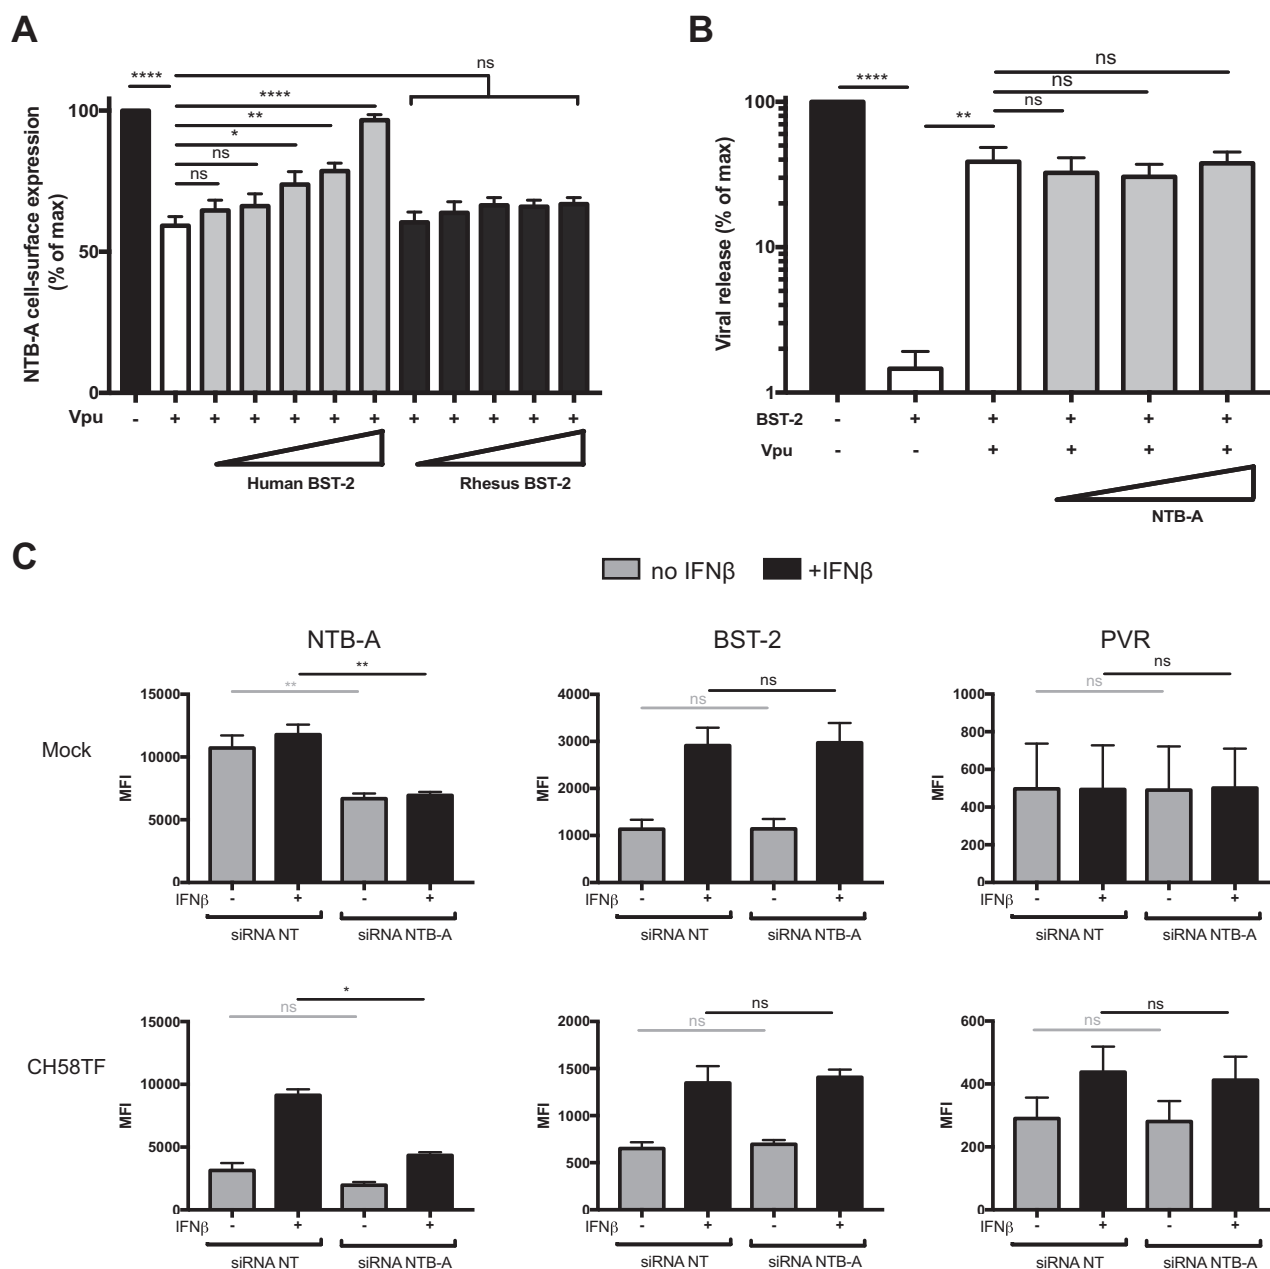 A
NTB-A cell-surface expression
(% of max)
100
50
0
****
ns
ns
*
**
****
ns
Vpu - + + + + + + + + + + +
Human BST-2
Rhesus BST-2
B
Viral release (% of max)
100
10
1
****
**
ns
ns
ns
BST-2 - + + + + +
Vpu - - + + + +
NTB-A
C
no IFNβ
+IFNβ
NTB-A
BST-2
PVR
Mock
MFI
15000
10000
5000
0
**
**
IFNβ - + - +
siRNA NT
siRNA NTB-A
MFI
4000
3000
2000
1000
0
ns
ns
- + - +
siRNA NT
siRNA NTB-A
MFI
1000
800
600
400
200
0
ns
ns
- + - +
siRNA NT
siRNA NTB-A
CH58TF
MFI
15000
10000
5000
0
*
ns
IFNβ - + - +
siRNA NT
siRNA NTB-A
MFI
2000
1500
1000
500
0
ns
ns
- + - +
siRNA NT
siRNA NTB-A
MFI
600
400
200
0
ns
ns
- + - +
siRNA NT
siRNA NTB-A